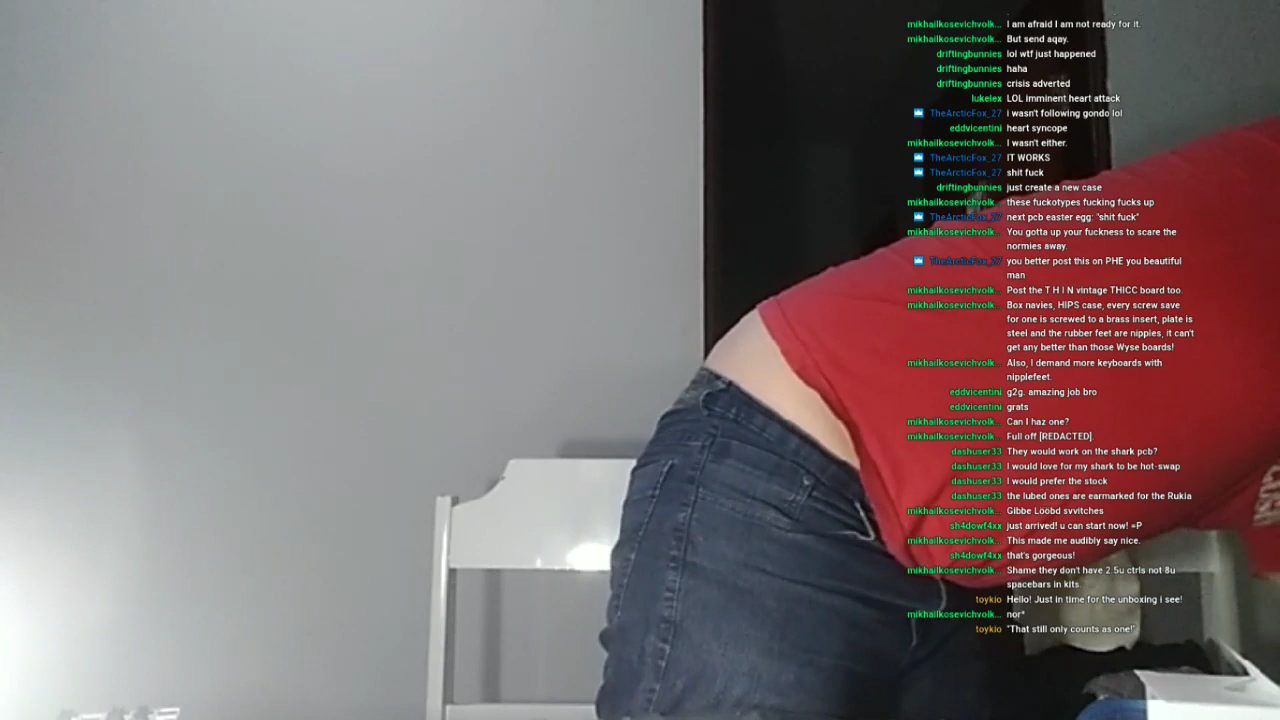 mikhailkosevichvolk... I am afraid I am not ready for it.
mikhailkosevichvolk... But send aqay.
driftingbunnies lol wtf just happened
driftingbunnies haha
driftingbunnies crisis adverted
lukelex LOL imminent heart attack
TheArcticFox_27 i wasn't following gondo lol
eddvicentini heart syncope
mikhailkosevichvolk... I wasn't either.
TheArcticFox_27 IT WORKS
TheArcticFox_27 shit fuck
driftingbunnies just create a new case
mikhailkosevichvolk... these fuckotypes fucking fucks up
TheArcticFox_27 next pcb easter egg: "shit fuck"
mikhailkosevichvolk... You gotta up your fuckness to scare the
normies away.
TheArcticFox_27 you better post this on PHE you beautiful
man
mikhailkosevichvolk... Post the T H I N vintage THICC board too.
mikhailkosevichvolk... Box navies, HIPS case, every screw save
for one is screwed to a brass insert, plate is
steel and the rubber feet are nipples, it can't
get any better than those Wyse boards!
mikhailkosevichvolk... Also, I demand more keyboards with
nipplefeet.
eddvicentini g2g. amazing job bro
eddvicentini grats
mikhailkosevichvolk... Can I haz one?
mikhailkosevichvolk... Full off [REDACTED].
dashuser33 They would work on the shark pcb?
dashuser33 I would love for my shark to be hot-swap
dashuser33 I would prefer the stock
dashuser33 the lubed ones are earmarked for the Rukia
mikhailkosevichvolk... Gibbe Loobd svvitches
sh4dowf4xx just arrived! u can start now! =P
mikhailkosevichvolk... This made me audibly say nice.
sh4dowf4xx that's gorgeous!
mikhailkosevichvolk... Shame they don't have 2.5u ctrls not 8u
spacebars in kits.
toykio Hello! Just in time for the unboxing i see!
mikhailkosevichvolk... nor*
toykio "That still only counts as one!"